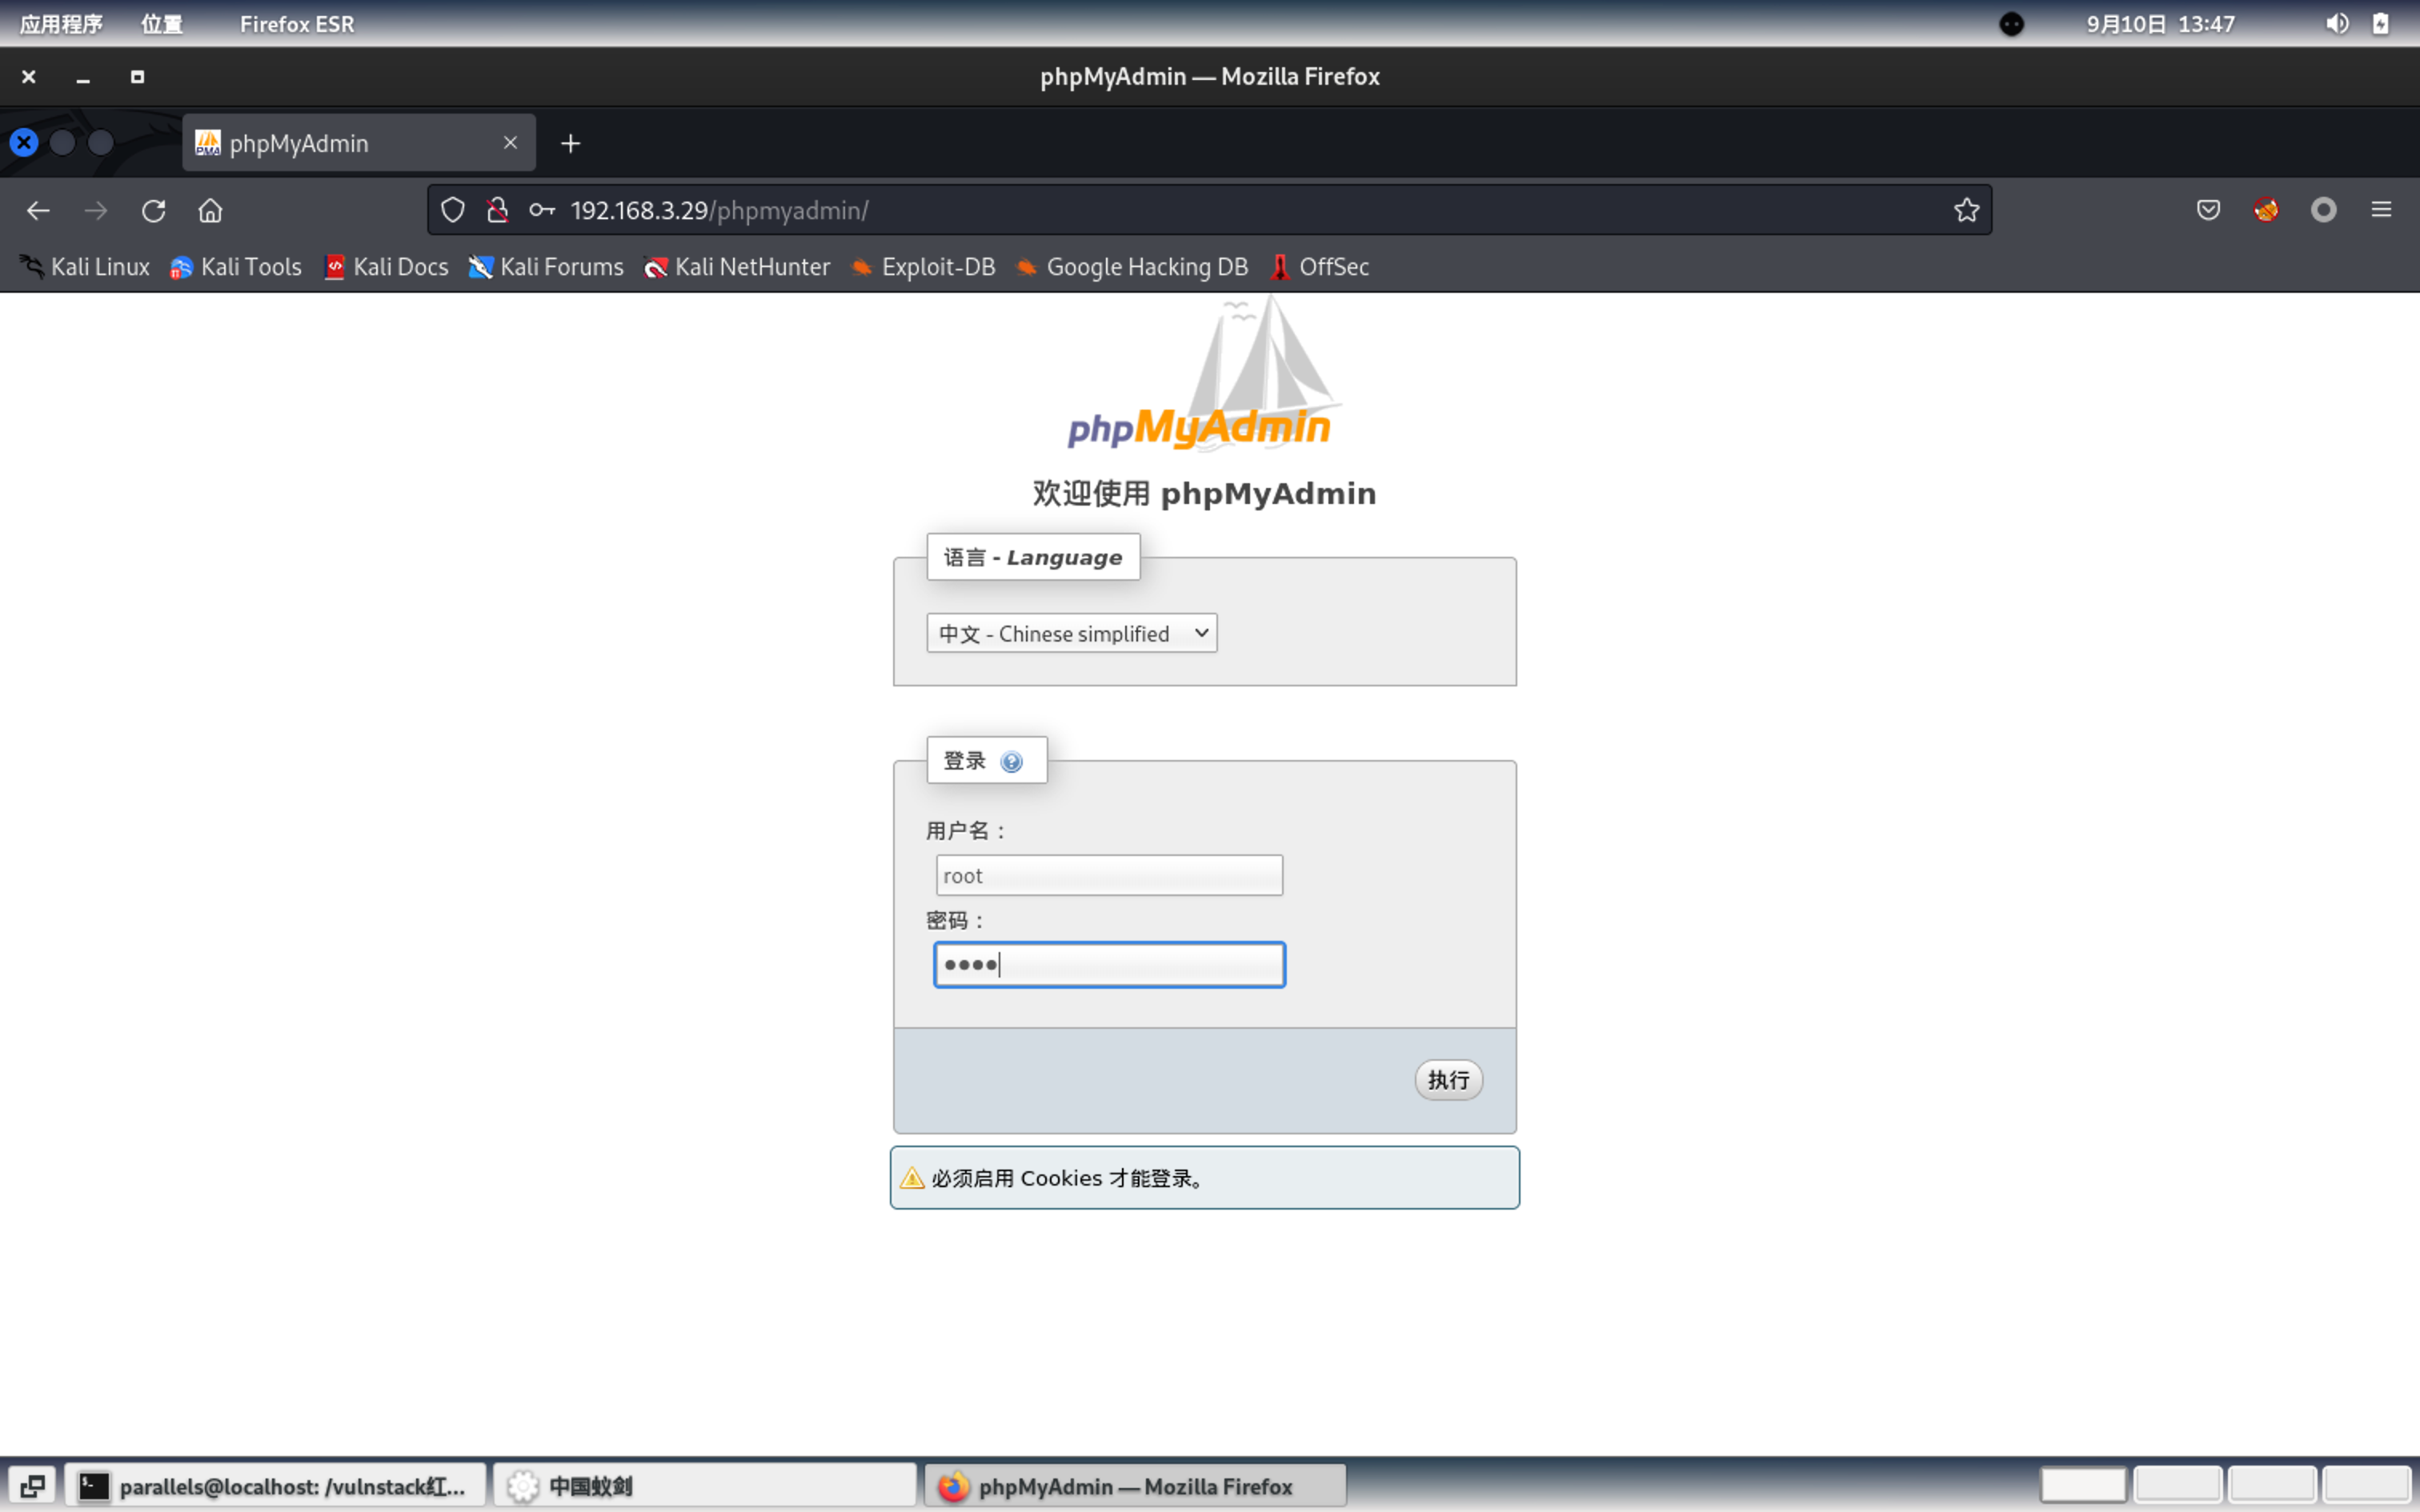 应用程序 位置 Firefox ESR 9月10日 13:47
phpMyAdmin — Mozilla Firefox
PMA phpMyAdmin
192.168.3.29/phpmyadmin/
Kali Linux Kali Tools Kali Docs Kali Forums Kali NetHunter Exploit-DB Google Hacking DB OffSec
phpMyAdmin
欢迎使用 phpMyAdmin
语言 - Language
中文 - Chinese simplified
登录
用户名：
root
密码：
••••
执行
必须启用 Cookies 才能登录。
parallels@localhost: /vulnstack红... 中国蚁剑 phpMyAdmin — Mozilla Firefox